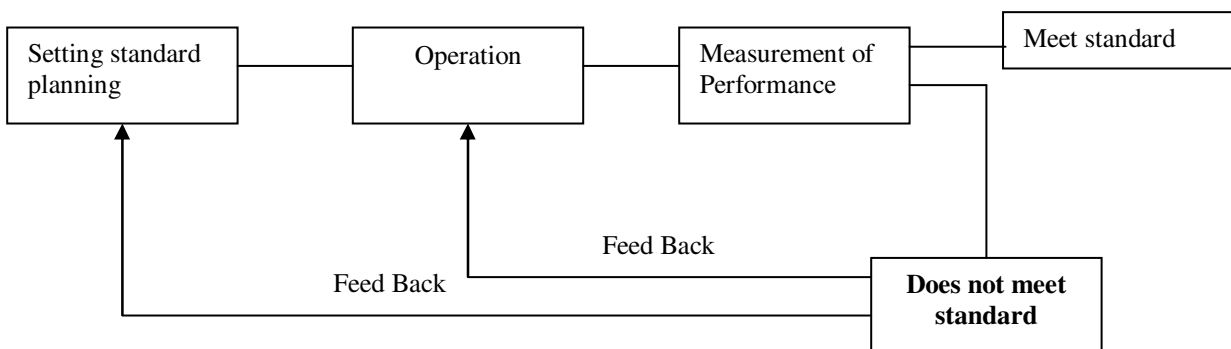 Setting standard
planning
Operation
Measurement of
Performance
Meet standard
Feed Back
Feed Back
Does not meet
standard